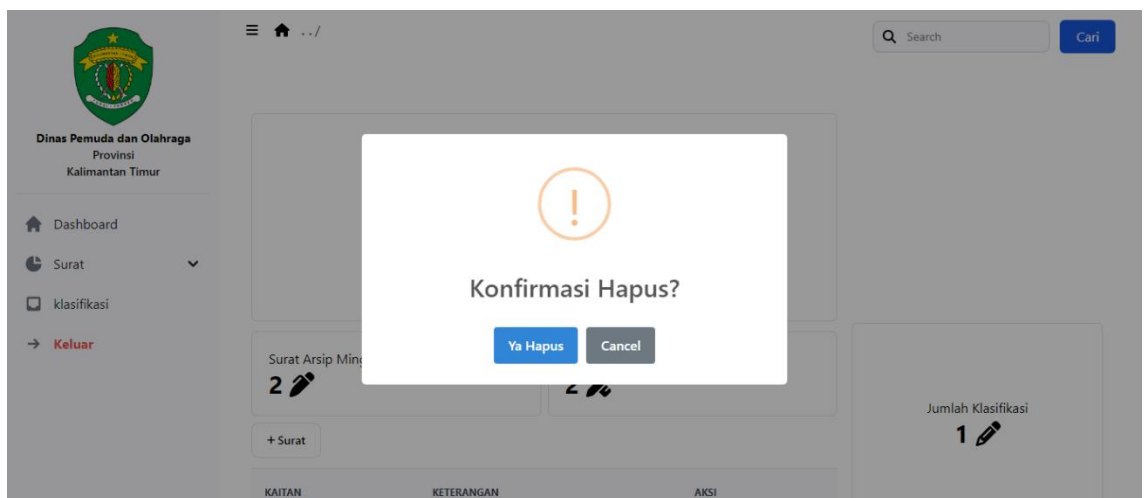 ../
Search
Cari
Dinas Pemuda dan Olahraga
Provinsi
Kalimantan Timur
Dashboard
Surat
klasifikasi
Keluar
Konfirmasi Hapus?
Ya Hapus
Cancel
Surat Arsip
2
2
+ Surat
Jumlah Klasifikasi
1
KAITAN
KETERANGAN
AKSI